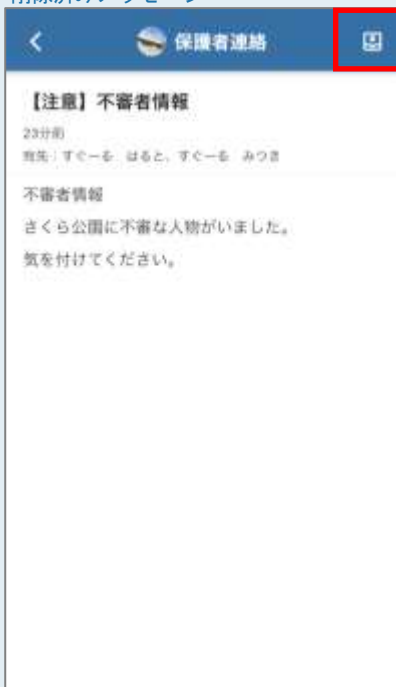 保護者連絡
【注意】不審者情報
23分前
宛先：すぐーる はると、すぐーる みつき
不審者情報
さくら公園に不審な人物がいました。
気を付けてください。